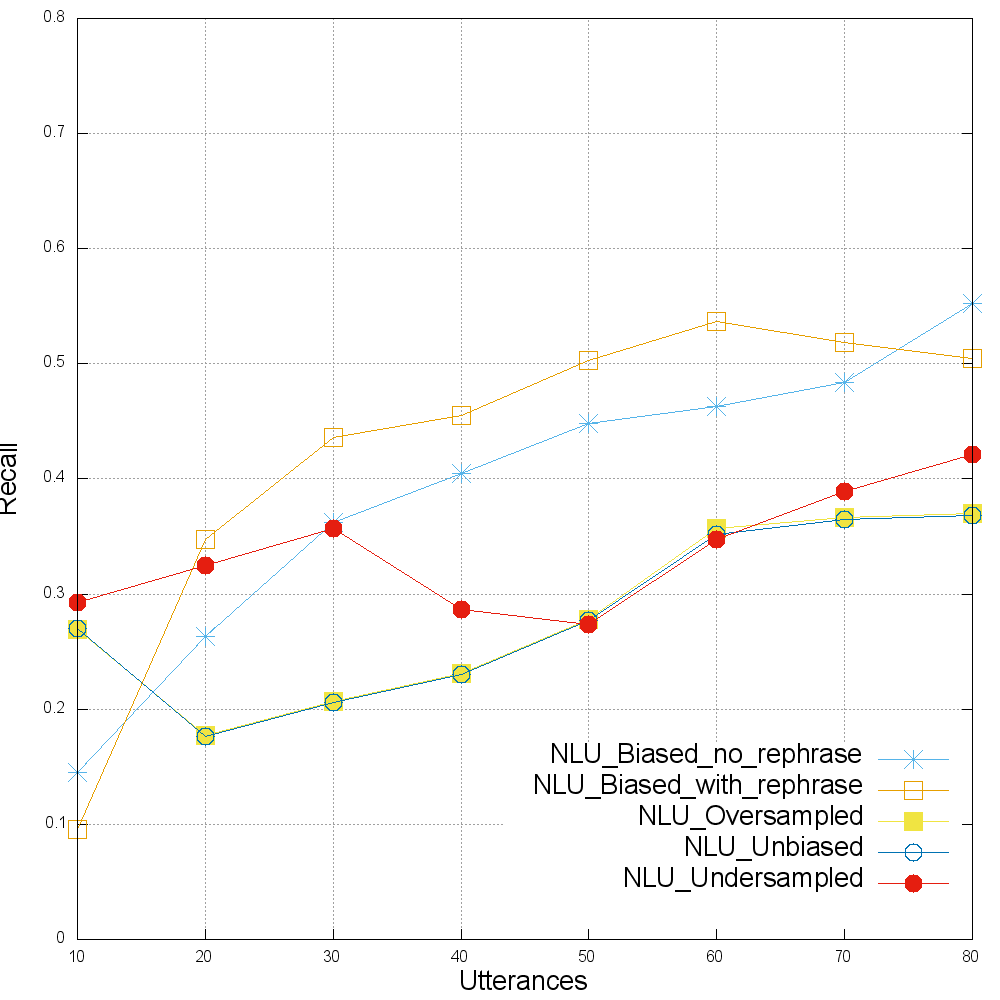 0.8
0.7
0.6
0.5
0.4
0.3
0.2
0.1
0
Recall
NLU_Biased_no_rephrase
NLU_Biased_with_rephrase
NLU_Oversampled
NLU_Unbiased
NLU_Undersampled
10 20 30 40 50 60 70 80
Utterances